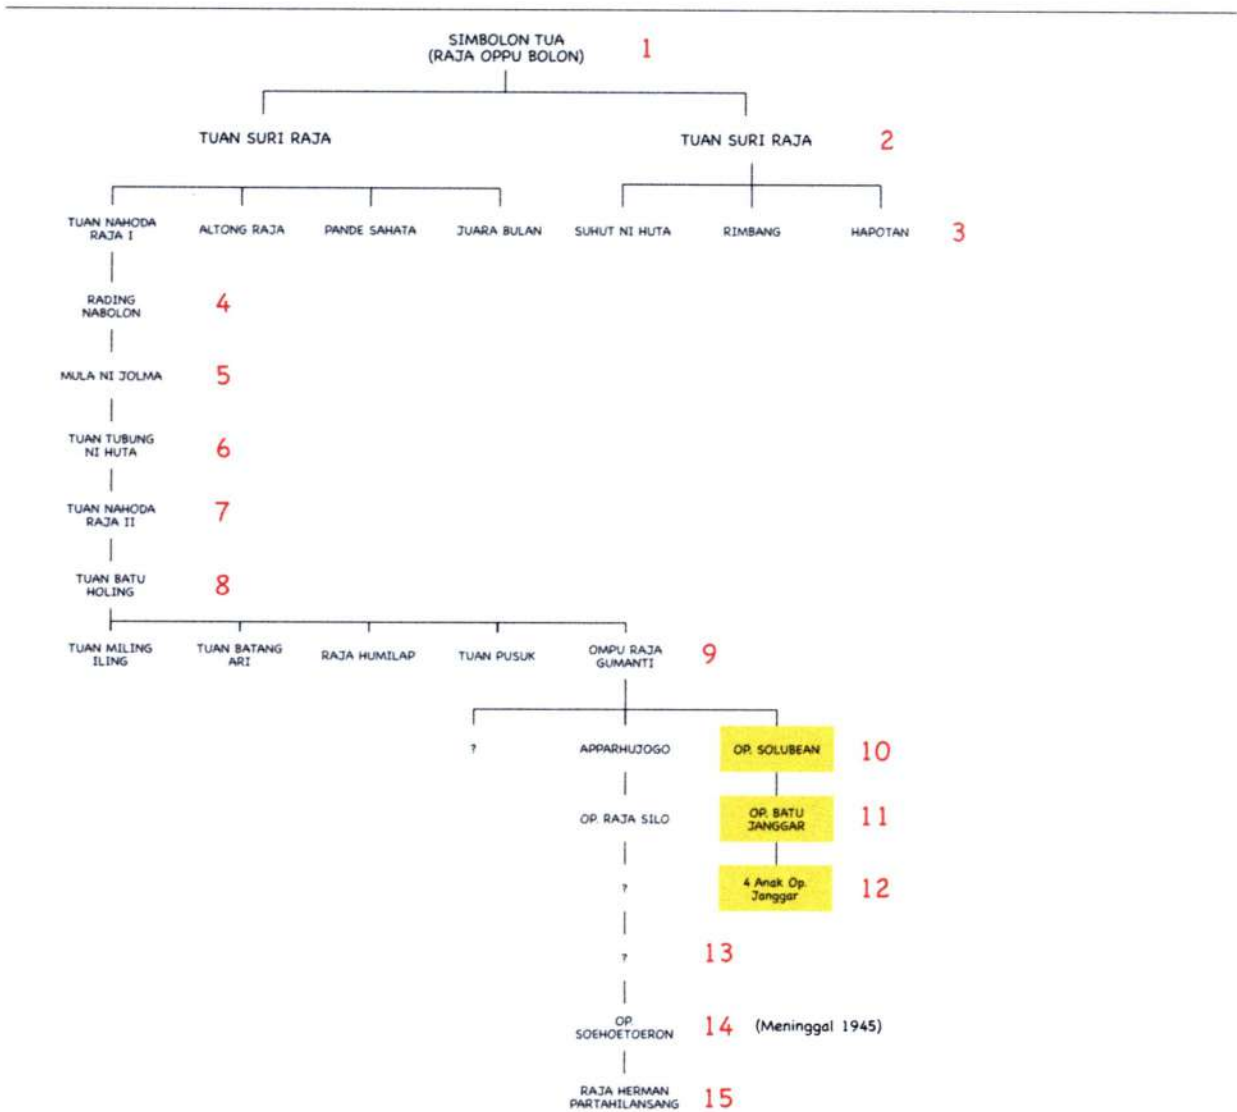 SIMBOLON TUA
(RAJA OPPU BOLON) 1
TUAN SURI RAJA TUAN SURI RAJA 2
TUAN NAHODA
RAJA I
ALTONG RAJA PANDE SAHATA JUARA BULAN SUHUT NI HUTA RIMBANG HAPOTAN 3
RADING
NABOLON
4
MULA NI JOLMA 5
TUAN TUBUNG
NI HUTA
6
TUAN NAHODA
RAJA II
7
TUAN BATU
HOLING
8
TUAN MILING
ILING
TUAN BATANG
ARI
RAJA HUMILAP TUAN PUSUK
OMPU RAJA
GUMANTI
9
? APPARHUJOGO OP. SOLUBEAN 10
OP. RAJA SILO
OP. BATU
JANGGAR
11
?
4 Anak Op.
Janggar
12
? 13
OP.
SOEHOETOERON
14 (Meninggal 1945)
RAJA HERMAN
PARTAHILANSANG
15